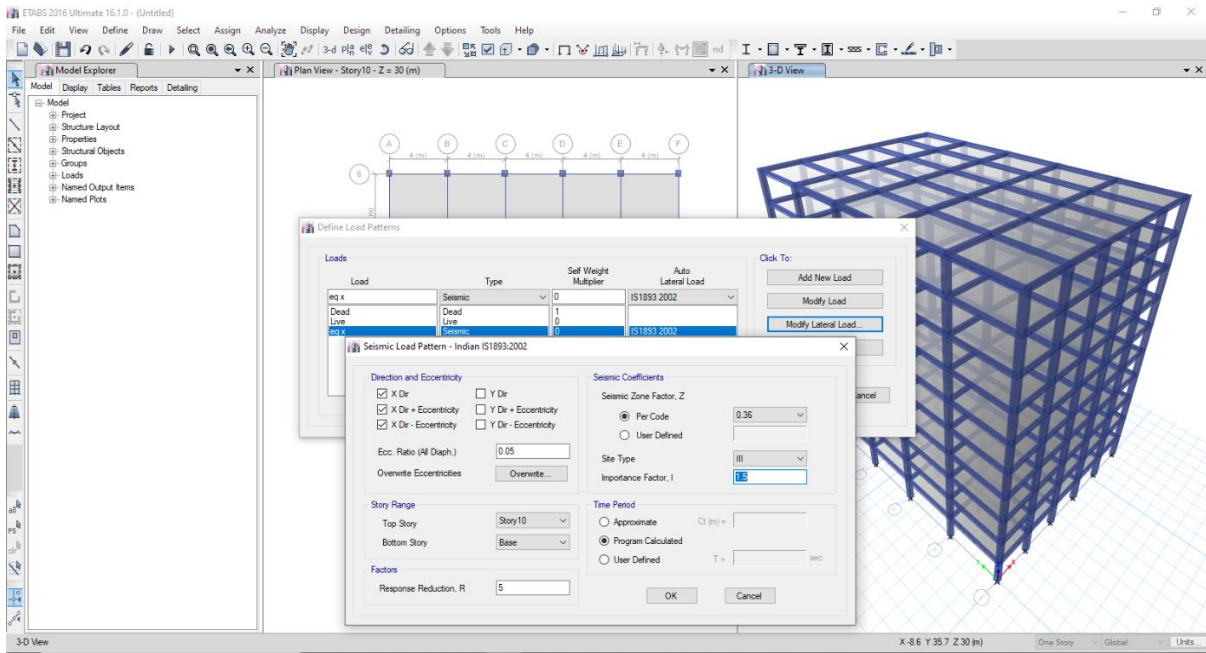 ETABS 2016 Ultimate 16.1.0 - (Untitled)
File Edit View Define Draw Select Assign Analyze Display Design Detailing Options Tools Help
3-d nd
Model Explorer
Model Display Tables Reports Detailing
Model
Project
Structure Layout
Properties
Structural Objects
Groups
Loads
Named Output Items
Named Plots
all
PS
clr
Plan View - Story10 - Z = 30 (m)
A B C D E F
4 (m) 4 (m) 4 (m) 4 (m) 4 (m)
6
3-D View
Define Load Patterns
Loads
Load Type Self Weight Multiplier Auto Lateral Load
eq x Seismic 0 IS1893 2002
Dead Dead 1
Live Live 0
eq x Seismic 0 IS1893 2002
Click To:
Add New Load
Modify Load
Modify Lateral Load...
ancel
Seismic Load Pattern - Indian IS1893:2002
Direction and Eccentricity
X Dir Y Dir
X Dir + Eccentricity Y Dir + Eccentricity
X Dir - Eccentricity Y Dir - Eccentricity
Ecc. Ratio (All Diaph.) 0.05
Overwrite Eccentricities Overwrite...
Story Range
Top Story Story10
Bottom Story Base
Factors
Response Reduction, R 5
Seismic Coefficients
Seismic Zone Factor, Z
Per Code 0.36
User Defined
Site Type III
Importance Factor, I 1.5
Time Period
Approximate Ct (m) =
Program Calculated
User Defined T = sec
OK Cancel
3-D View X -8.6 Y 35.7 Z 30 (m) One Story Global Units...